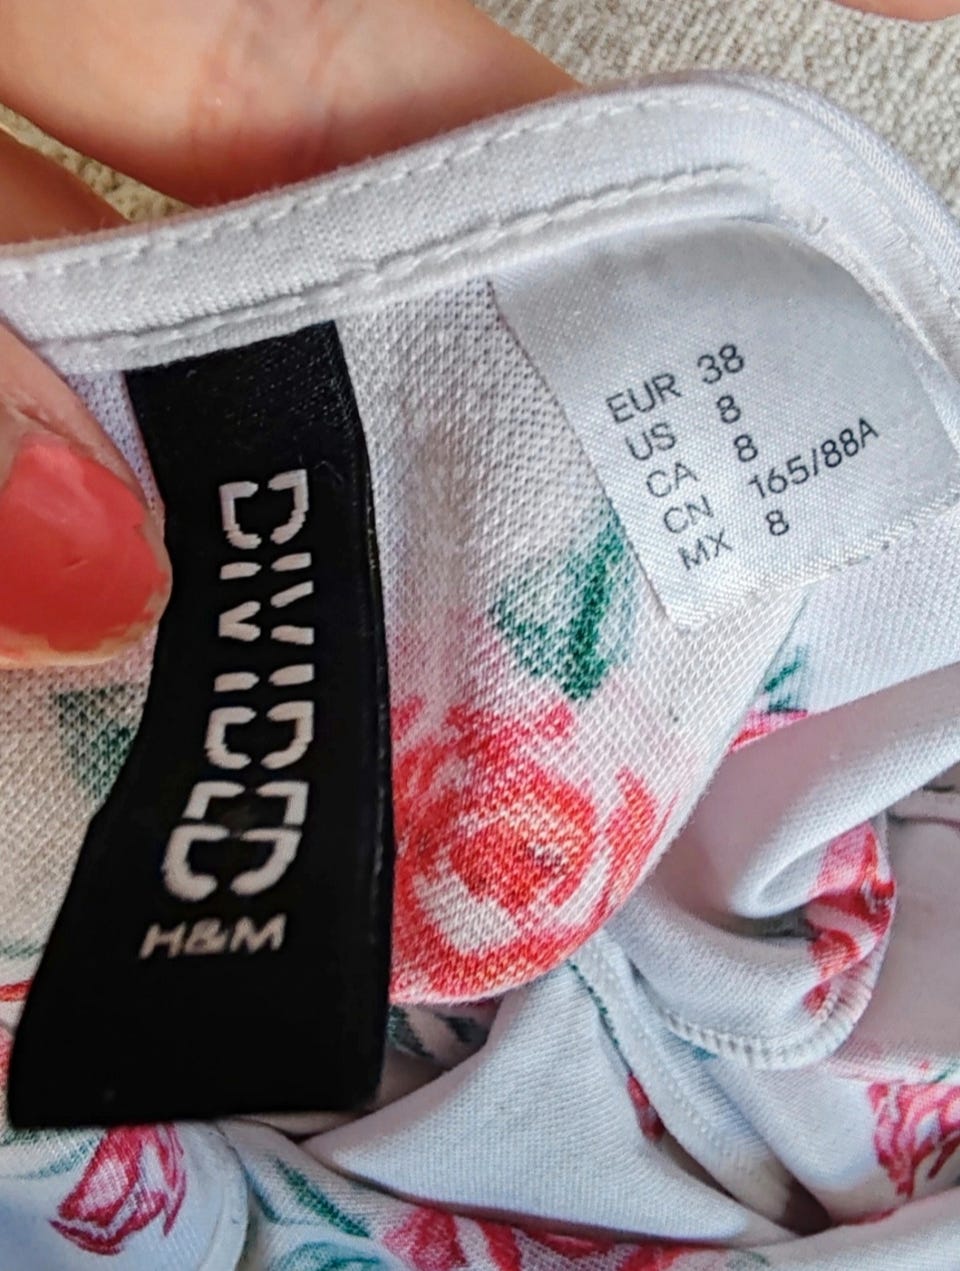 DIVIDED
H&M
EUR 38
US 8
CA 8
CN 165/88A
MX 8